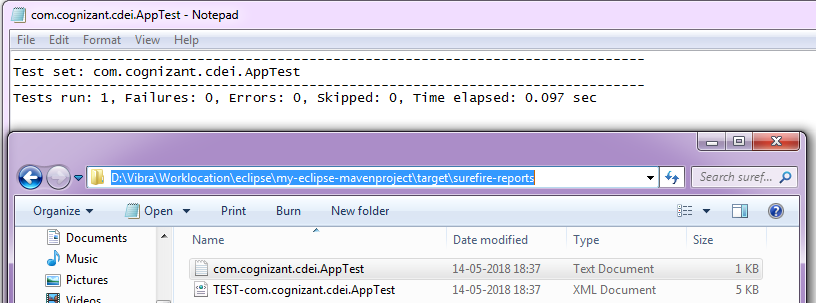 com.cognizant.cdei.AppTest - Notepad
File Edit Format View Help
-------------------------------------------------------------------------------
Test set: com.cognizant.cdei.AppTest
-------------------------------------------------------------------------------
Tests run: 1, Failures: 0, Errors: 0, Skipped: 0, Time elapsed: 0.097 sec
D:\Vibra\Worklocation\eclipse\my-eclipse-mavenproject\target\surefire-reports
Search suref...
Organize Open Print Burn New folder
Name Date modified Type Size
Documents
com.cognizant.cdei.AppTest 14-05-2018 18:37 Text Document 1 KB
Music
TEST-com.cognizant.cdei.AppTest 14-05-2018 18:37 XML Document 5 KB
Pictures
Videos